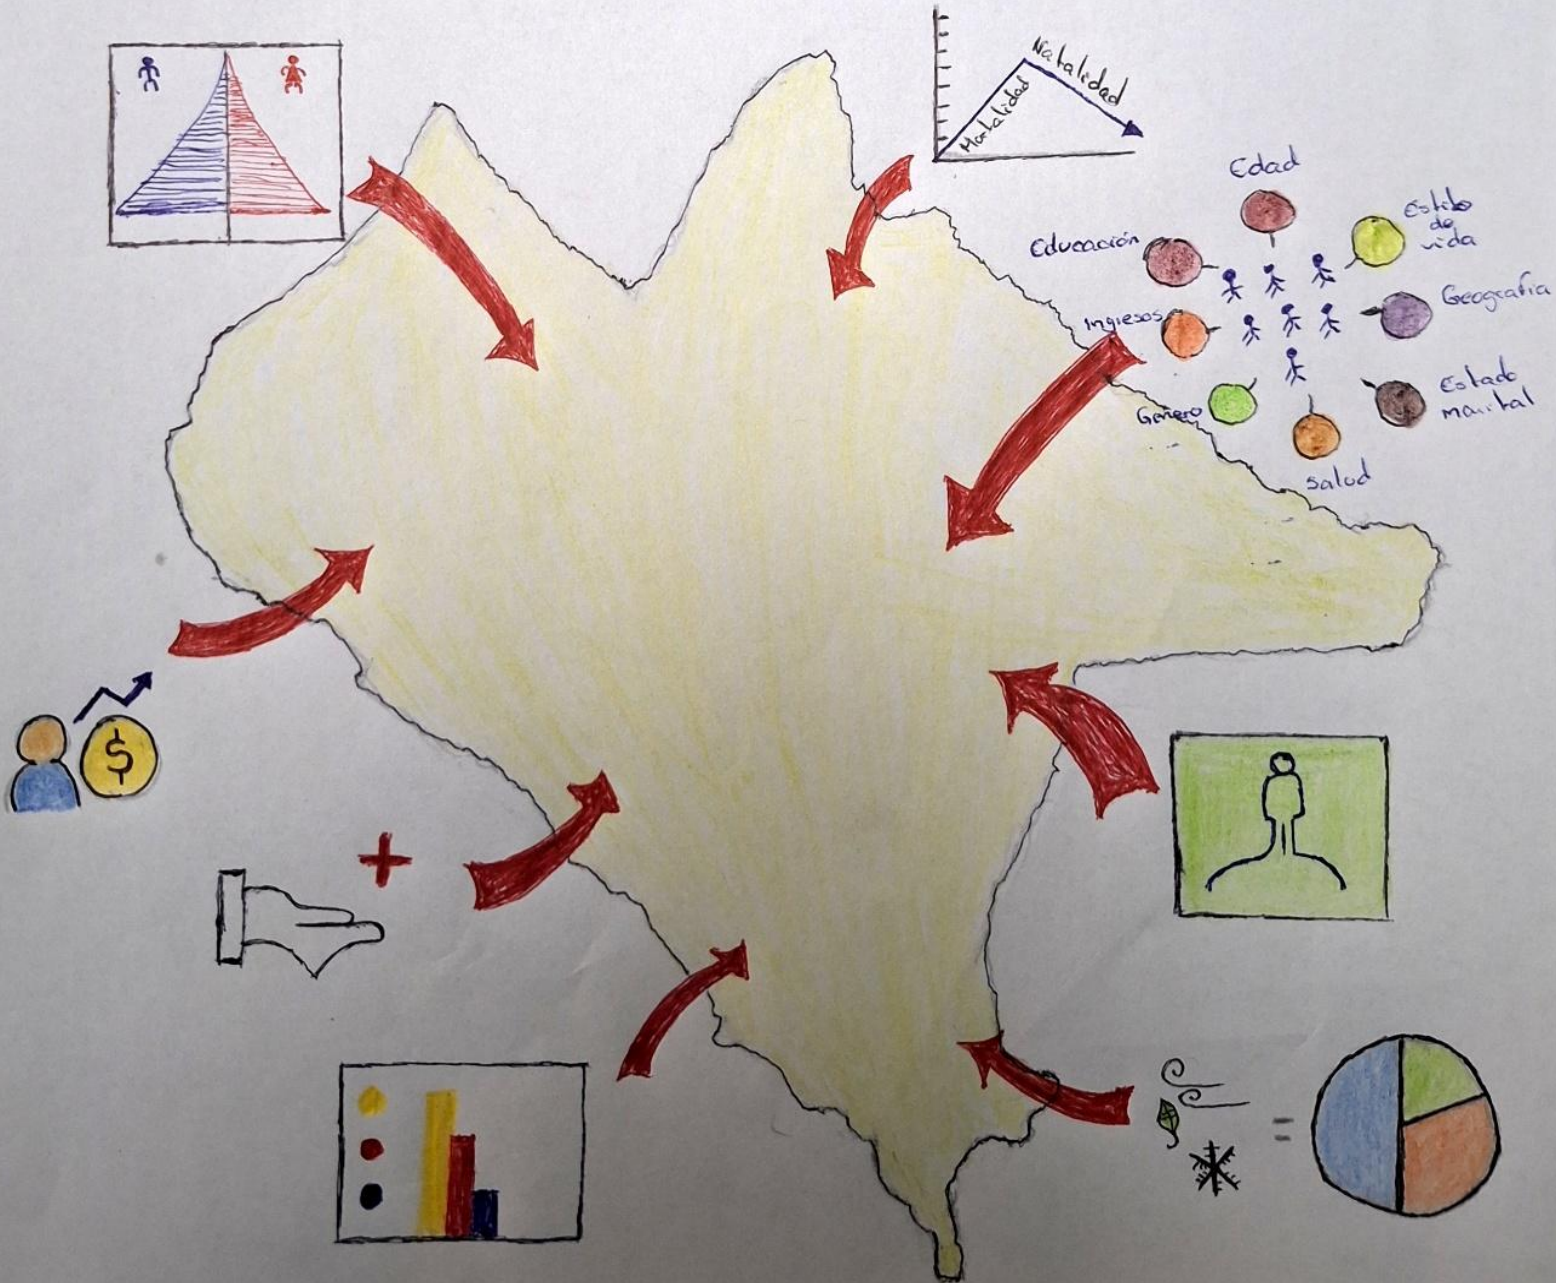 Natalidad
Mortalidad
Edad
Estilo
de
vida
Educación
Geografía
Ingresos
Estado
marital
Género
Salud
$